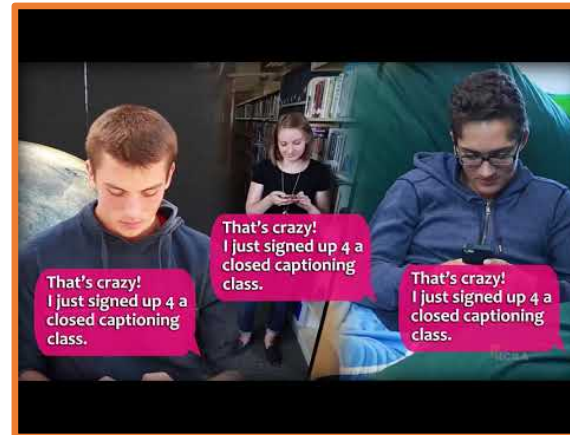 That's crazy!
I just signed up 4 a
closed captioning
class.
That's crazy!
I just signed up 4 a
closed captioning
class.
That's crazy!
I just signed up 4 a
closed captioning
class.